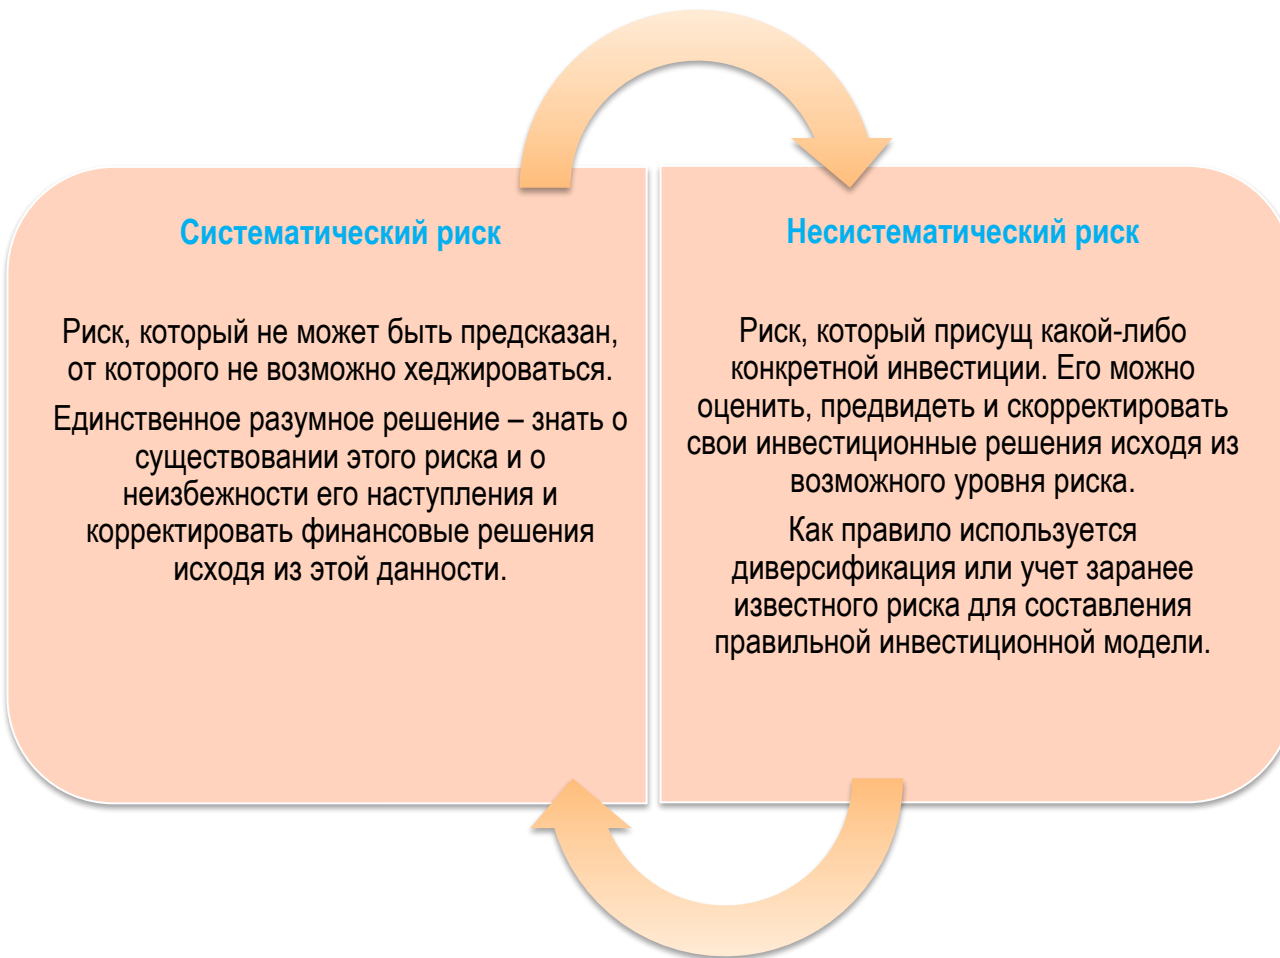 Систематический риск
Риск, который не может быть предсказан,
от которого не возможно хеджироваться.
Единственное разумное решение – знать о
существовании этого риска и о
неизбежности его наступления и
корректировать финансовые решения
исходя из этой данности.
Несистематический риск
Риск, который присущ какой-либо
конкретной инвестиции. Его можно
оценить, предвидеть и скорректировать
свои инвестиционные решения исходя из
возможного уровня риска.
Как правило используется
диверсификация или учет заранее
известного риска для составления
правильной инвестиционной модели.